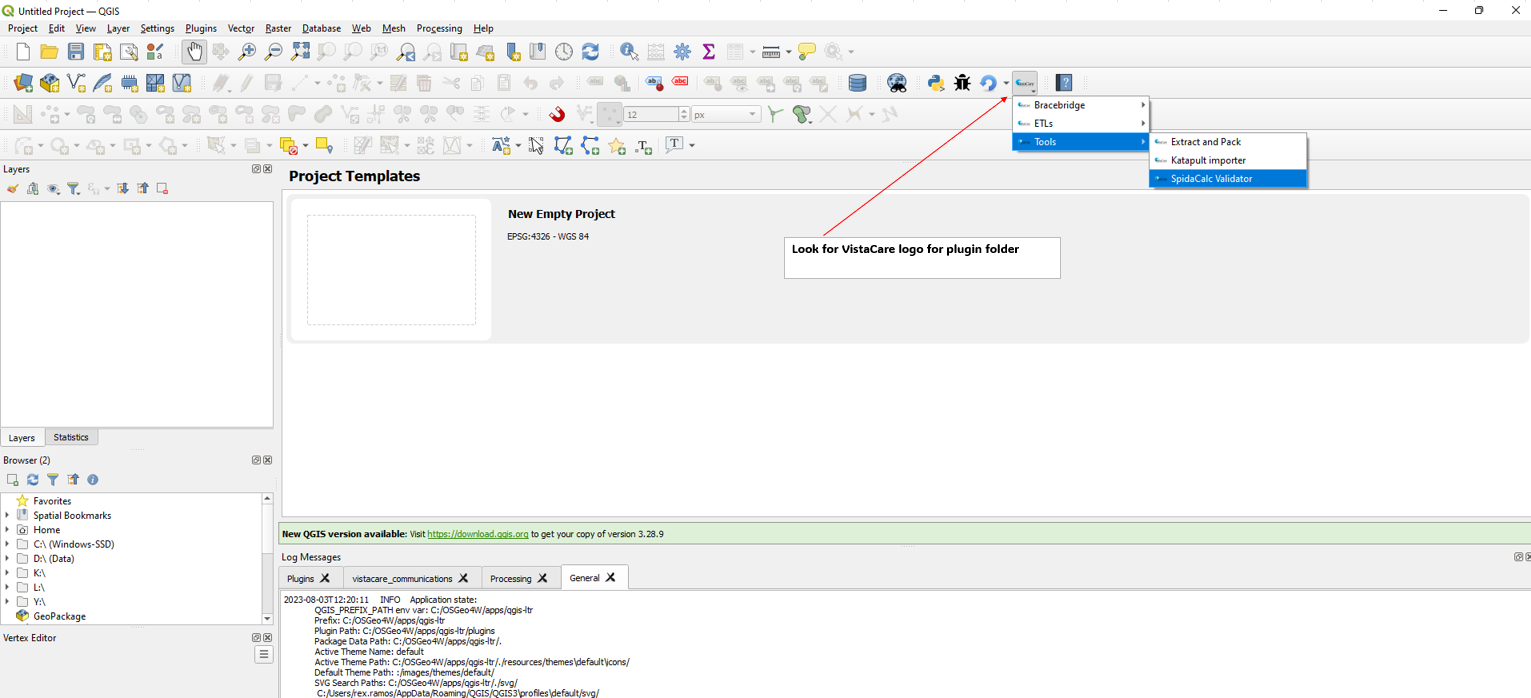 Untitled Project — QGIS
Project Edit View Layer Settings Plugins Vector Raster Database Web Mesh Processing Help
abc abc
12 px
Bracebridge
ETLs
Tools
Extract and Pack
Katapult importer
SpidaCalc Validator
Layers
Project Templates
New Empty Project
EPSG:4326 - WGS 84
Look for VistaCare logo for plugin folder
Layers Statistics
Browser (2)
Favorites
Spatial Bookmarks
Home
C:\ (Windows-SSD)
D:\ (Data)
K:\
L:\
Y:\
GeoPackage
Vertex Editor
New QGIS version available: Visit https://download.qgis.org to get your copy of version 3.28.9
Log Messages
Plugins vistacare_communications Processing General
2023-08-03T12:20:11 INFO Application state:
QGIS_PREFIX_PATH env var: C:/OSGeo4W/apps/qgis-ltr
Prefix: C:/OSGeo4W/apps/qgis-ltr
Plugin Path: C:/OSGeo4W/apps/qgis-ltr/plugins
Package Data Path: C:/OSGeo4W/apps/qgis-ltr/.
Active Theme Name: default
Active Theme Path: C:/OSGeo4W/apps/qgis-ltr/./resources/themes\default\icons/
Default Theme Path: :/images/themes/default/
SVG Search Paths: C:/OSGeo4W/apps/qgis-ltr/./svg/
C:/Users/rex.ramos/AppData/Roaming/QGIS/QGIS3\profiles\default/svg/